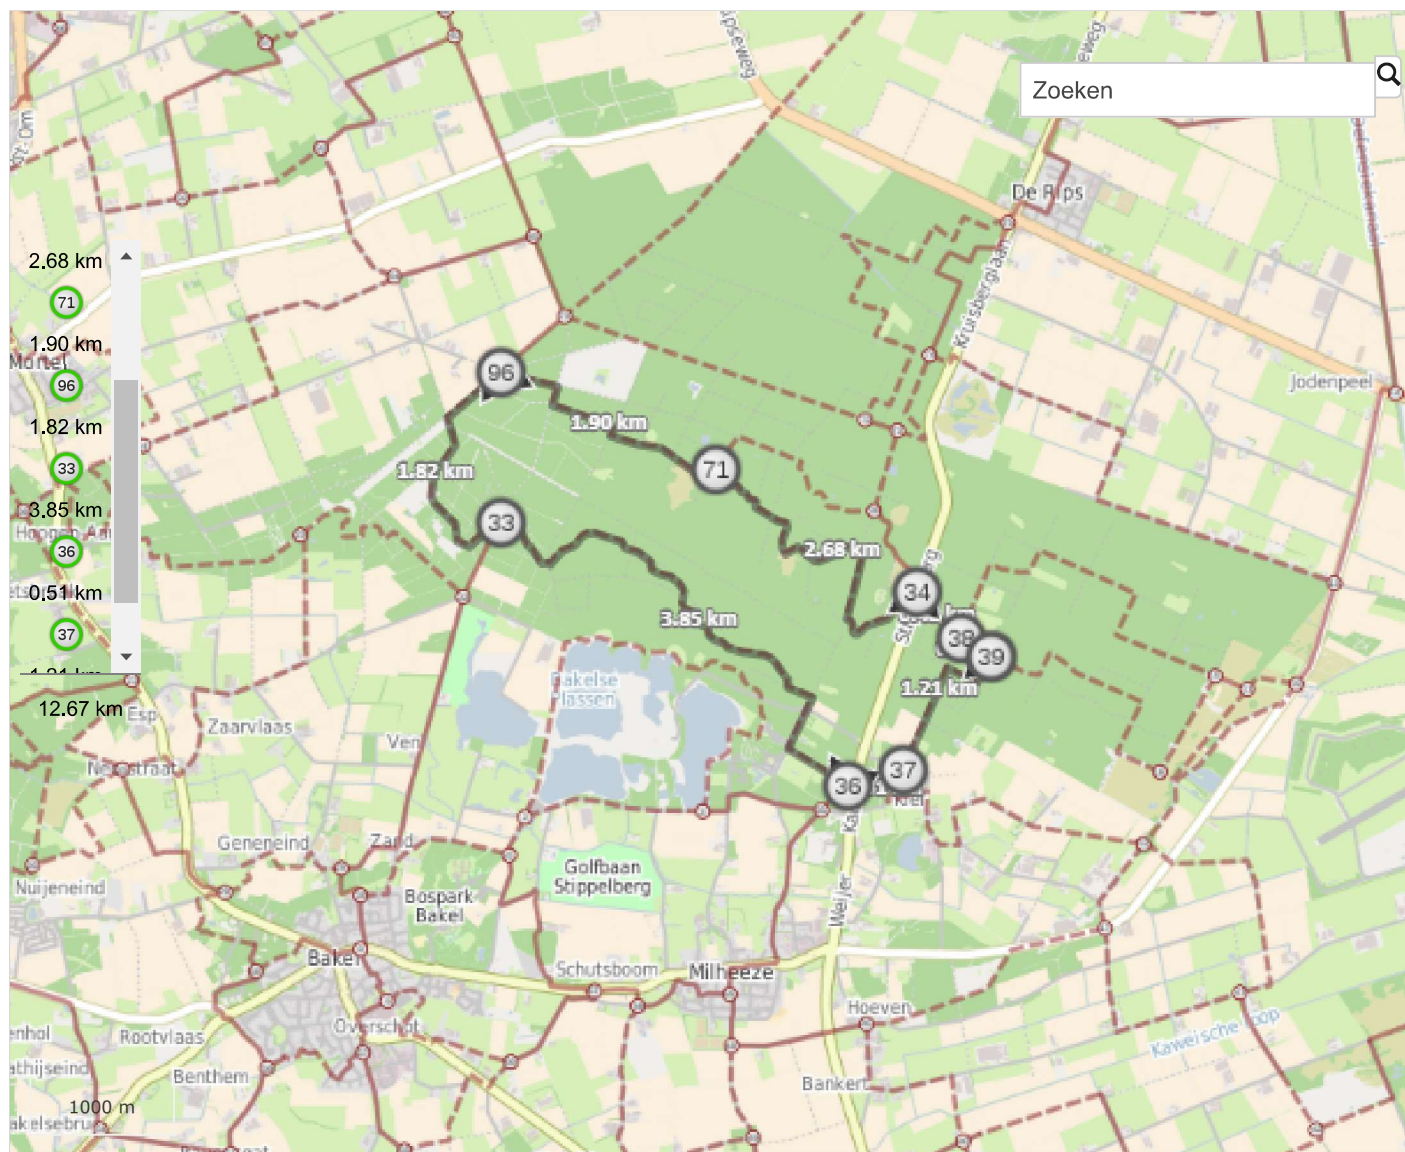 Zoeken
De Rips
Kruisberglaan
Jodenpeel
2.68 km
71
1.90 km
96
1.82 km
33
3.85 km
36
0.51 km
37
12.67 km
96
1.90 km
71
1.82 km
33
2.68 km
34
3.85 km
38
39
1.21 km
37
36
Mortel
Esp
Zaarvlaas
Ven
Geneneind
Zand
Nuijeneind
Bospark
Bakel
Golfbaan
Stippelberg
Bakel
Schutsboom
Milheeze
Weijer
Hoeven
Rootvlaas
Overschot
Benthem
Bankert
Kaweische Loop
1000 m